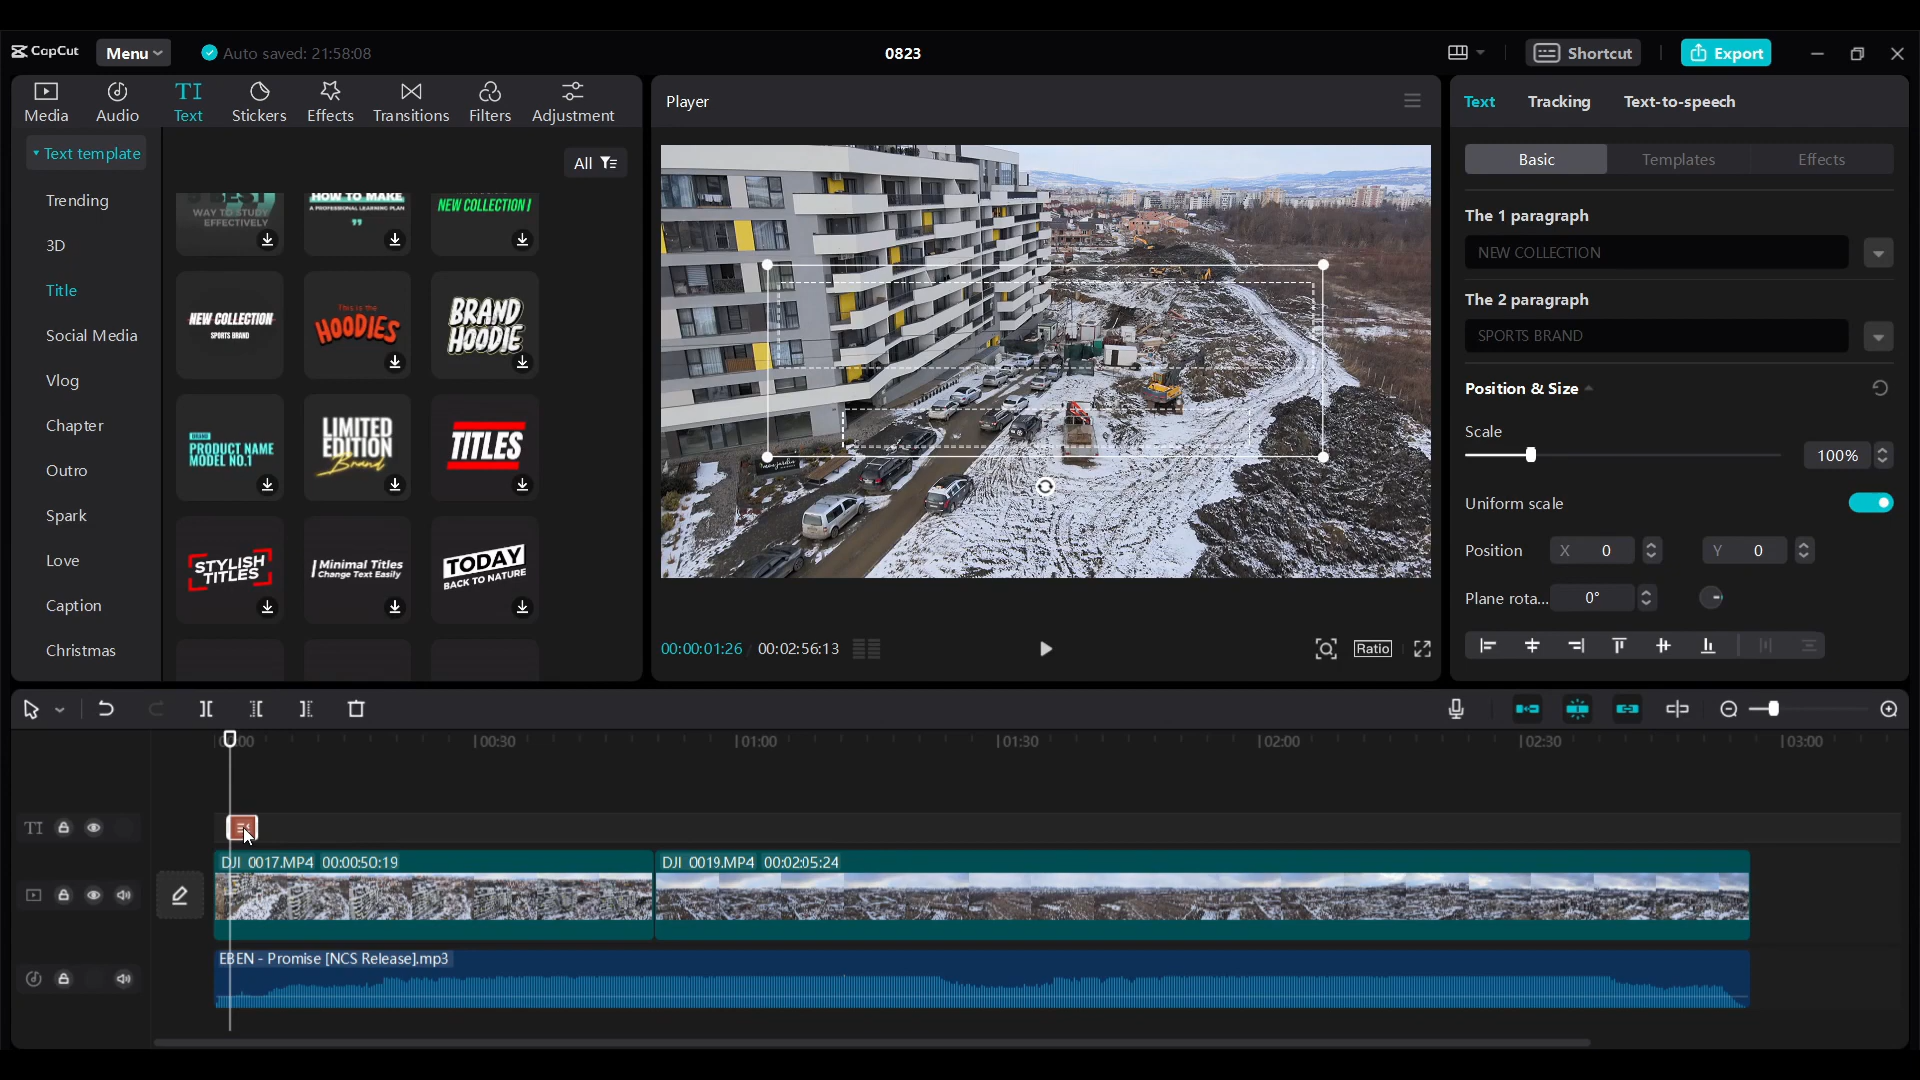 CapCut
Menu
Auto saved: 21:58:08
0823
Shortcut
Export
Media
Audio
TI
Text
Stickers
Effects
Transitions
Filters
Adjustment
Text template
Trending
3D
Title
Social Media
Vlog
Chapter
Outro
Spark
Love
Caption
Christmas
All
BEST
WAY TO STUDY
EFFECTIVELY
HOW TO MAKE
A PROFESSIONAL LEARNING PLAN
NEW COLLECTION
NEW COLLECTION
SPORTS BRAND
This is the
HOODIES
BRAND
HOODIE
BRAND
PRODUCT NAME
MODEL NO.1
LIMITED
EDITION
Brand
TITLES
STYLISH
TITLES
Minimal Titles
Change Text Easily
TODAY
BACK TO NATURE
Player
00:00:01:26 / 00:02:56:13
Ratio
Text
Tracking
Text-to-speech
Basic
Templates
Effects
The 1 paragraph
NEW COLLECTION
The 2 paragraph
SPORTS BRAND
Position & Size
Scale
100%
Uniform scale
Position
X 0
Y 0
Plane rota...
0°
00:00
00:30
01:00
01:30
02:00
02:30
03:00
TI
DJI_0017.MP4 00:00:50:19
DJI_0019.MP4 00:02:05:24
EBEN - Promise [NCS Release].mp3